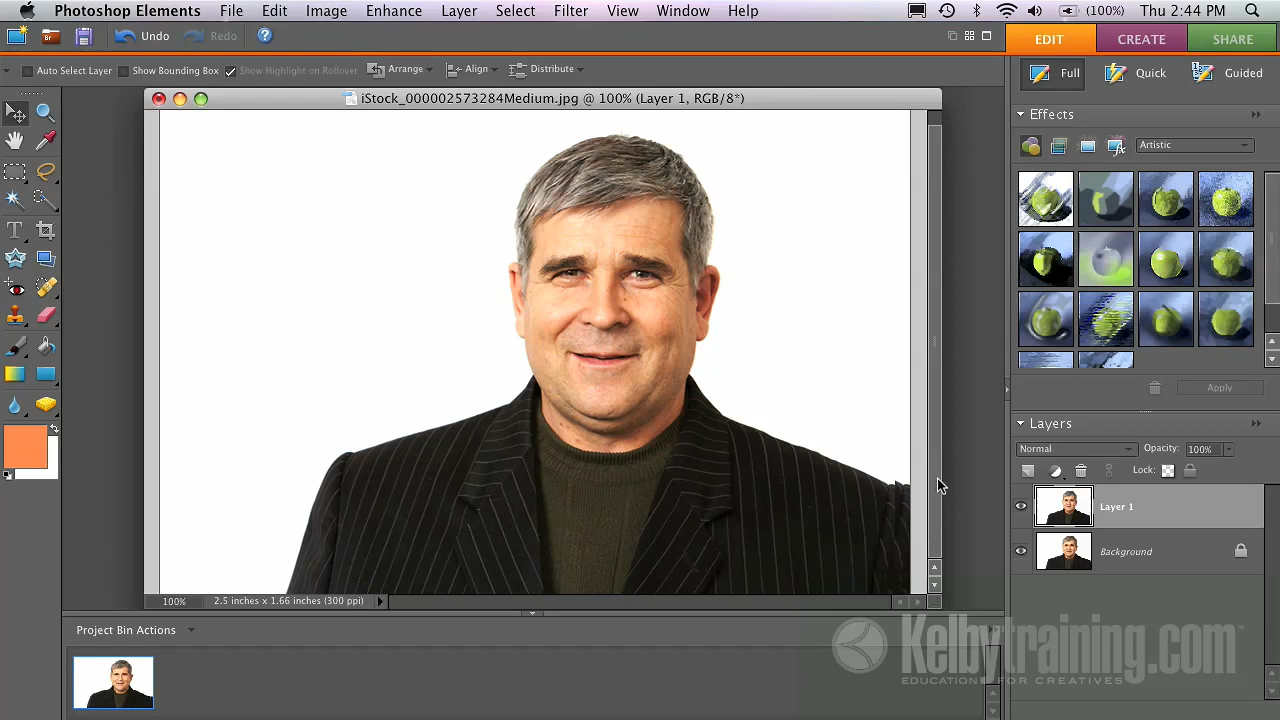 Photoshop Elements File Edit Image Enhance Layer Select Filter View Window Help (100%) Thu 2:44 PM
Br Undo Redo ? EDIT CREATE SHARE
Auto Select Layer Show Bounding Box Show Highlight on Rollover Arrange Align Distribute Full Quick Guided
iStock_000002573284Medium.jpg @ 100% (Layer 1, RGB/8*)
Effects
Artistic
Apply
Layers
Normal Opacity: 100%
Lock:
Layer 1
Background
100% 2.5 inches x 1.66 inches (300 ppi)
Project Bin Actions
Kelbytraining.com™
EDUCATION FOR CREATIVES